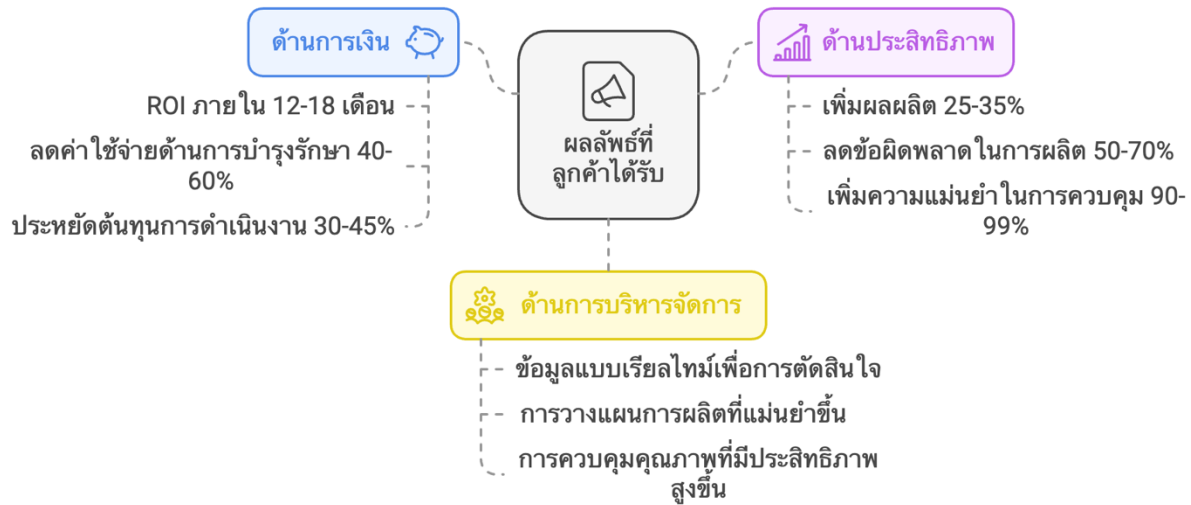 ด้านการเงิน
ROI ภายใน 12-18 เดือน
ลดค่าใช้จ่ายด้านการบำรุงรักษา 40-
60%
ประหยัดต้นทุนการดำเนินงาน 30-45%
ผลลัพธ์ที่
ลูกค้าได้รับ
ด้านประสิทธิภาพ
เพิ่มผลผลิต 25-35%
ลดข้อผิดพลาดในการผลิต 50-70%
เพิ่มความแม่นยำในการควบคุม 90-
99%
ด้านการบริหารจัดการ
ข้อมูลแบบเรียลไทม์เพื่อการตัดสินใจ
การวางแผนการผลิตที่แม่นยำขึ้น
การควบคุมคุณภาพที่มีประสิทธิภาพ
สูงขึ้น